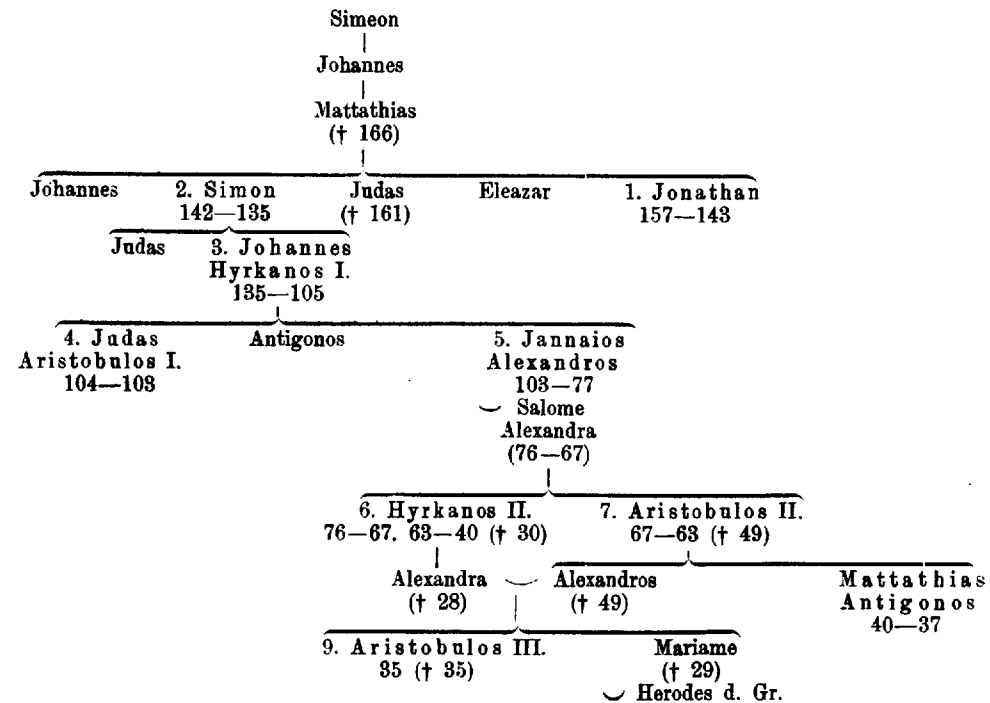 Simeon
Johannes
Mattathias
(† 166)
Johannes 2. Simon Judas Eleazar 1. Jonathan
142—135 († 161) 157—143
Judas 3. Johannes
Hyrkanos I.
135—105
4. Judas Antigonos 5. Jannaios
Aristobulos I. Alexandros
104—103 103—77
Salome
Alexandra
(76—67)
6. Hyrkanos II. 7. Aristobulos II.
76—67. 63—40 († 30) 67—63 († 49)
Alexandra Alexandros Mattathias
(† 28) († 49) Antigonos
40—37
9. Aristobulos III. Mariame
35 († 35) († 29)
Herodes d. Gr.